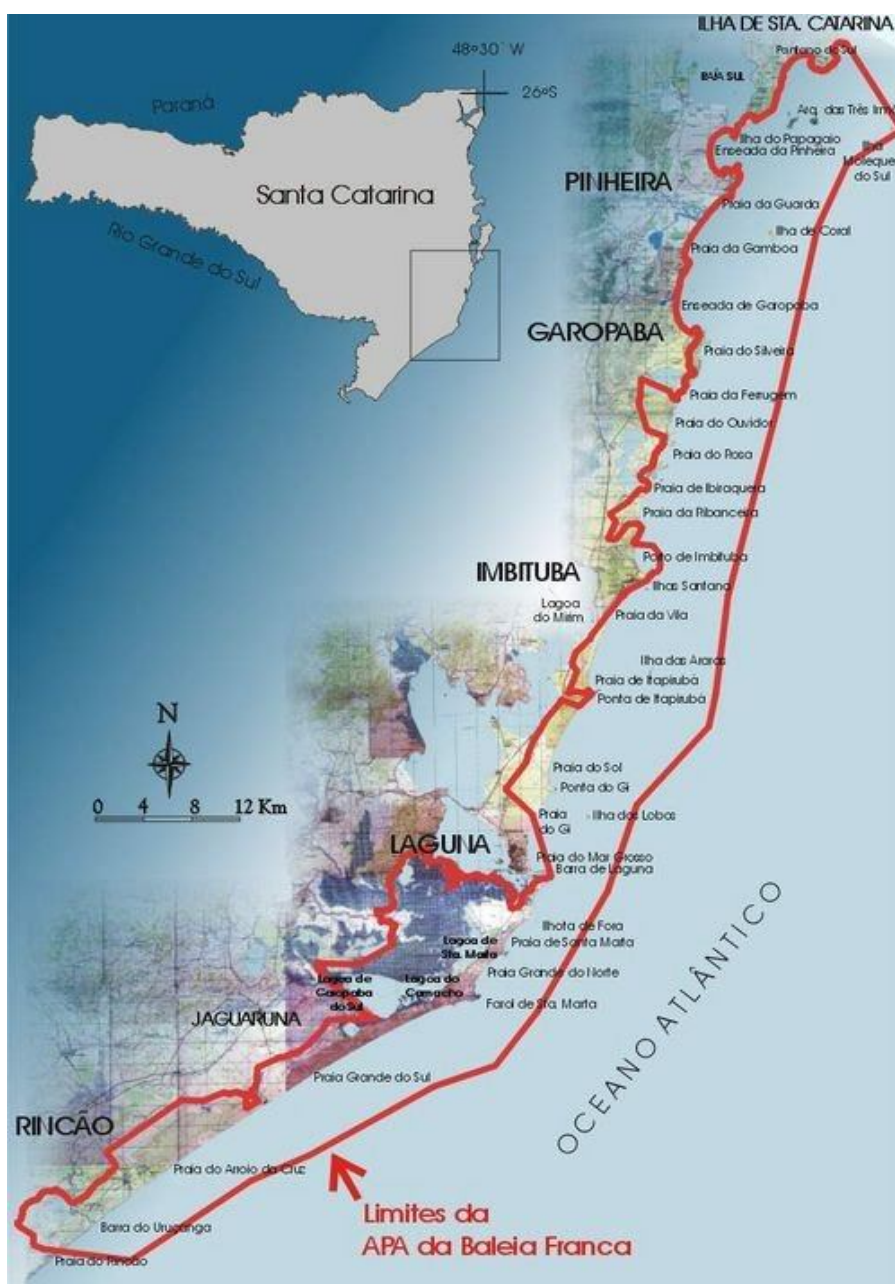 ILHA DE STA. CATARINA
48º30` W
Pantano do Sul
BAÍA SUL
26ºS
Paraná
Arq. das Três
Ilha do Papagaio
Enseada da Pinheira
Ilha
Moleque
do Sul
PINHEIRA
Santa Catarina
Praia da Guarda
Rio Grande do Sul
Ilha de Coral
Praia da Gamboa
Enseada de Garopaba
GAROPABA
Praia do Silveira
Praia da Ferrugem
Praia do Ouvidor
Praia do Rosa
Praia de Ibiraquera
Praia da Ribanceira
Porto de Imbituba
IMBITUBA
Ilhas Santana
Lagoa
do Mirim
Praia da Vila
Ilha das Araras
Praia de Itapirubá
Ponta de Itapirubá
N
Praia do Sol
Ponta do Gi
0 4 8 12 Km
Praia
do Gi
Ilha dos Lobos
LAGUNA
Praia do Mar Grosso
Barra de Laguna
Ilhota de Fora
Lagoa de
Sta. Marta
Praia de Santa Marta
Praia Grande do Norte
Lagoa de
Garopaba
do Sul
Lagoa do
Camacho
Farol de Sta. Marta
JAGUARUNA
OCEANO ATLÂNTICO
Praia Grande do Sul
RINCÃO
Praia do Arroio da Cruz
Limites da
APA da Baleia Franca
Barra do Uruçanga
Praia do Rincão